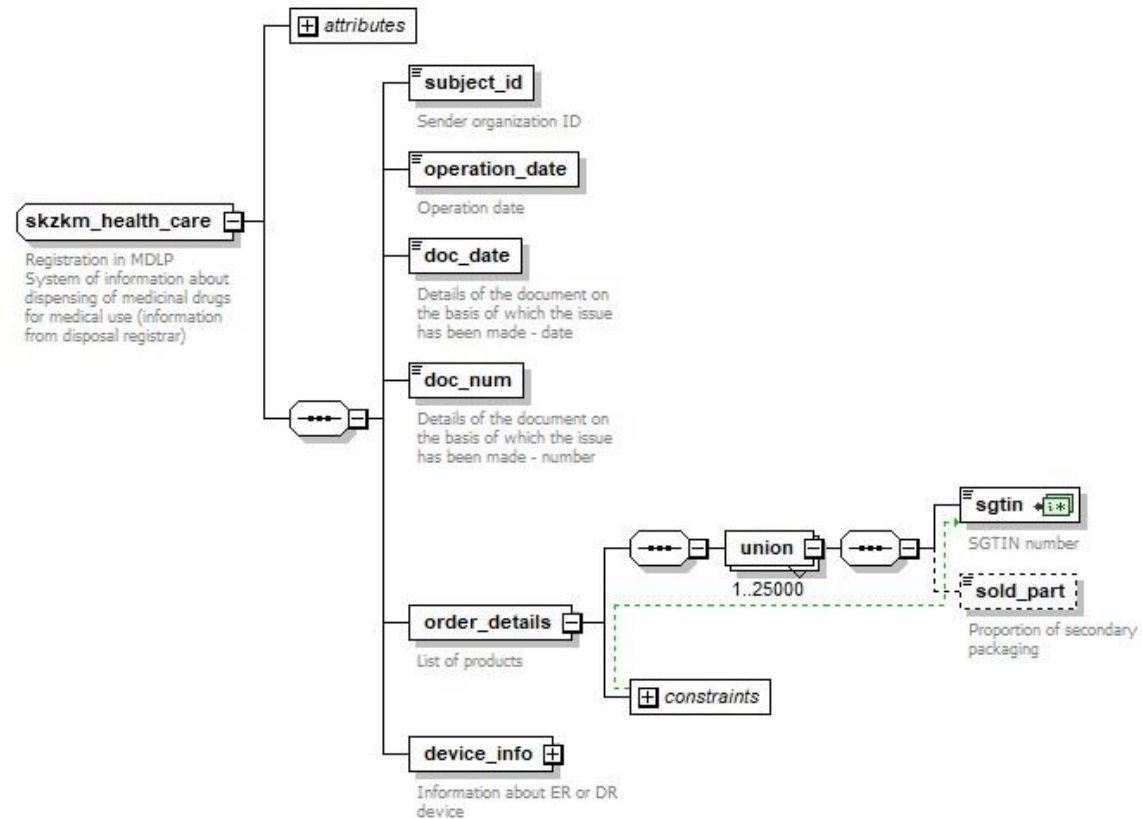 attributes
subject_id
Sender organization ID
operation_date
Operation date
skzkm_health_care
Registration in MDLP
System of information about
dispensing of medicinal drugs
for medical use (information
from disposal registrar)
doc_date
Details of the document on
the basis of which the issue
has been made - date
doc_num
Details of the document on
the basis of which the issue
has been made - number
order_details
List of products
union
1..25000
sgtin
i*
SGTIN number
sold_part
Proportion of secondary
packaging
constraints
device_info
Information about ER or DR
device